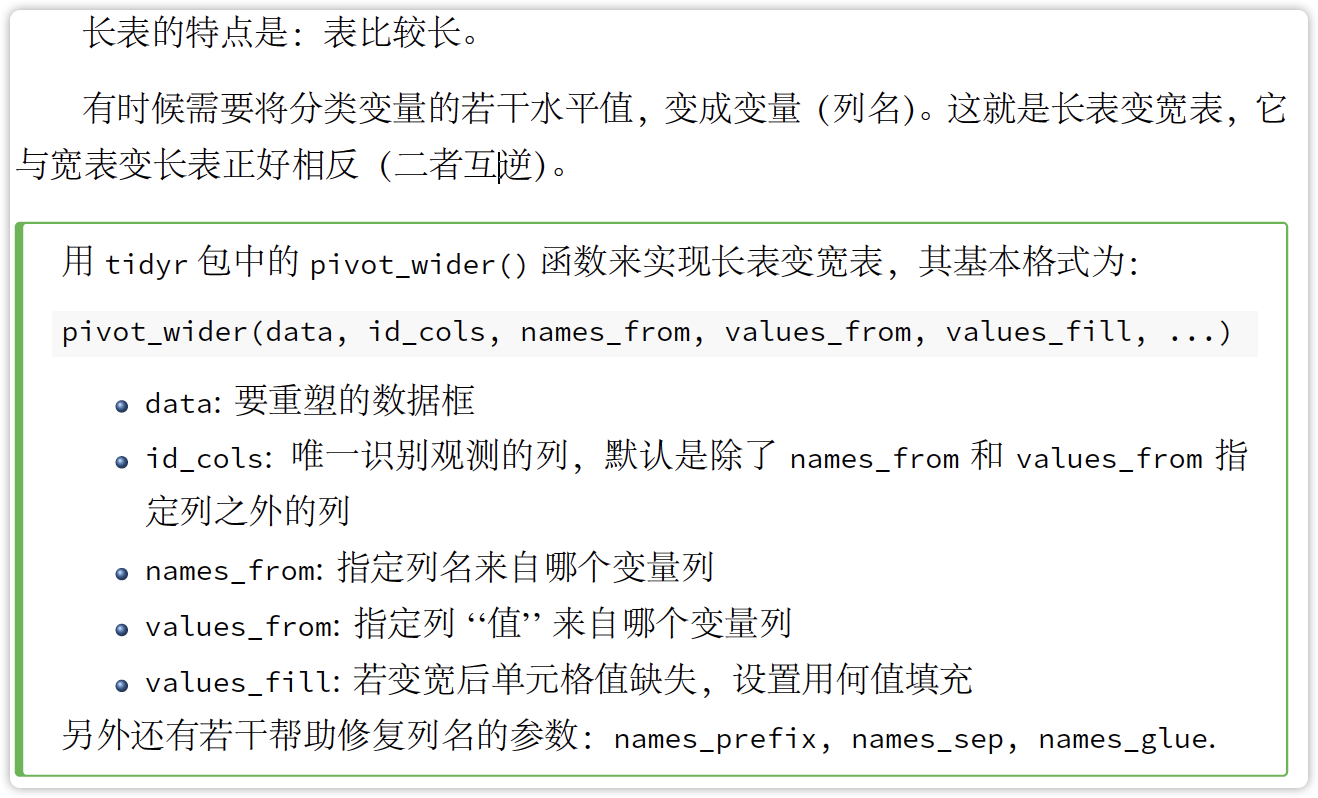 长表的特点是：表比较长。
有时候需要将分类变量的若干水平值，变成变量（列名）。这就是长表变宽表，它
与宽表变长表正好相反（二者互逆）。
用 tidyr 包中的 pivot_wider() 函数来实现长表变宽表，其基本格式为：
pivot_wider(data, id_cols, names_from, values_from, values_fill, ...)
data: 要重塑的数据框
id_cols: 唯一识别观测的列，默认是除了 names_from 和 values_from 指
定列之外的列
names_from: 指定列名来自哪个变量列
values_from: 指定列 “值” 来自哪个变量列
values_fill: 若变宽后单元格值缺失，设置用何值填充
另外还有若干帮助修复列名的参数：names_prefix, names_sep, names_glue.